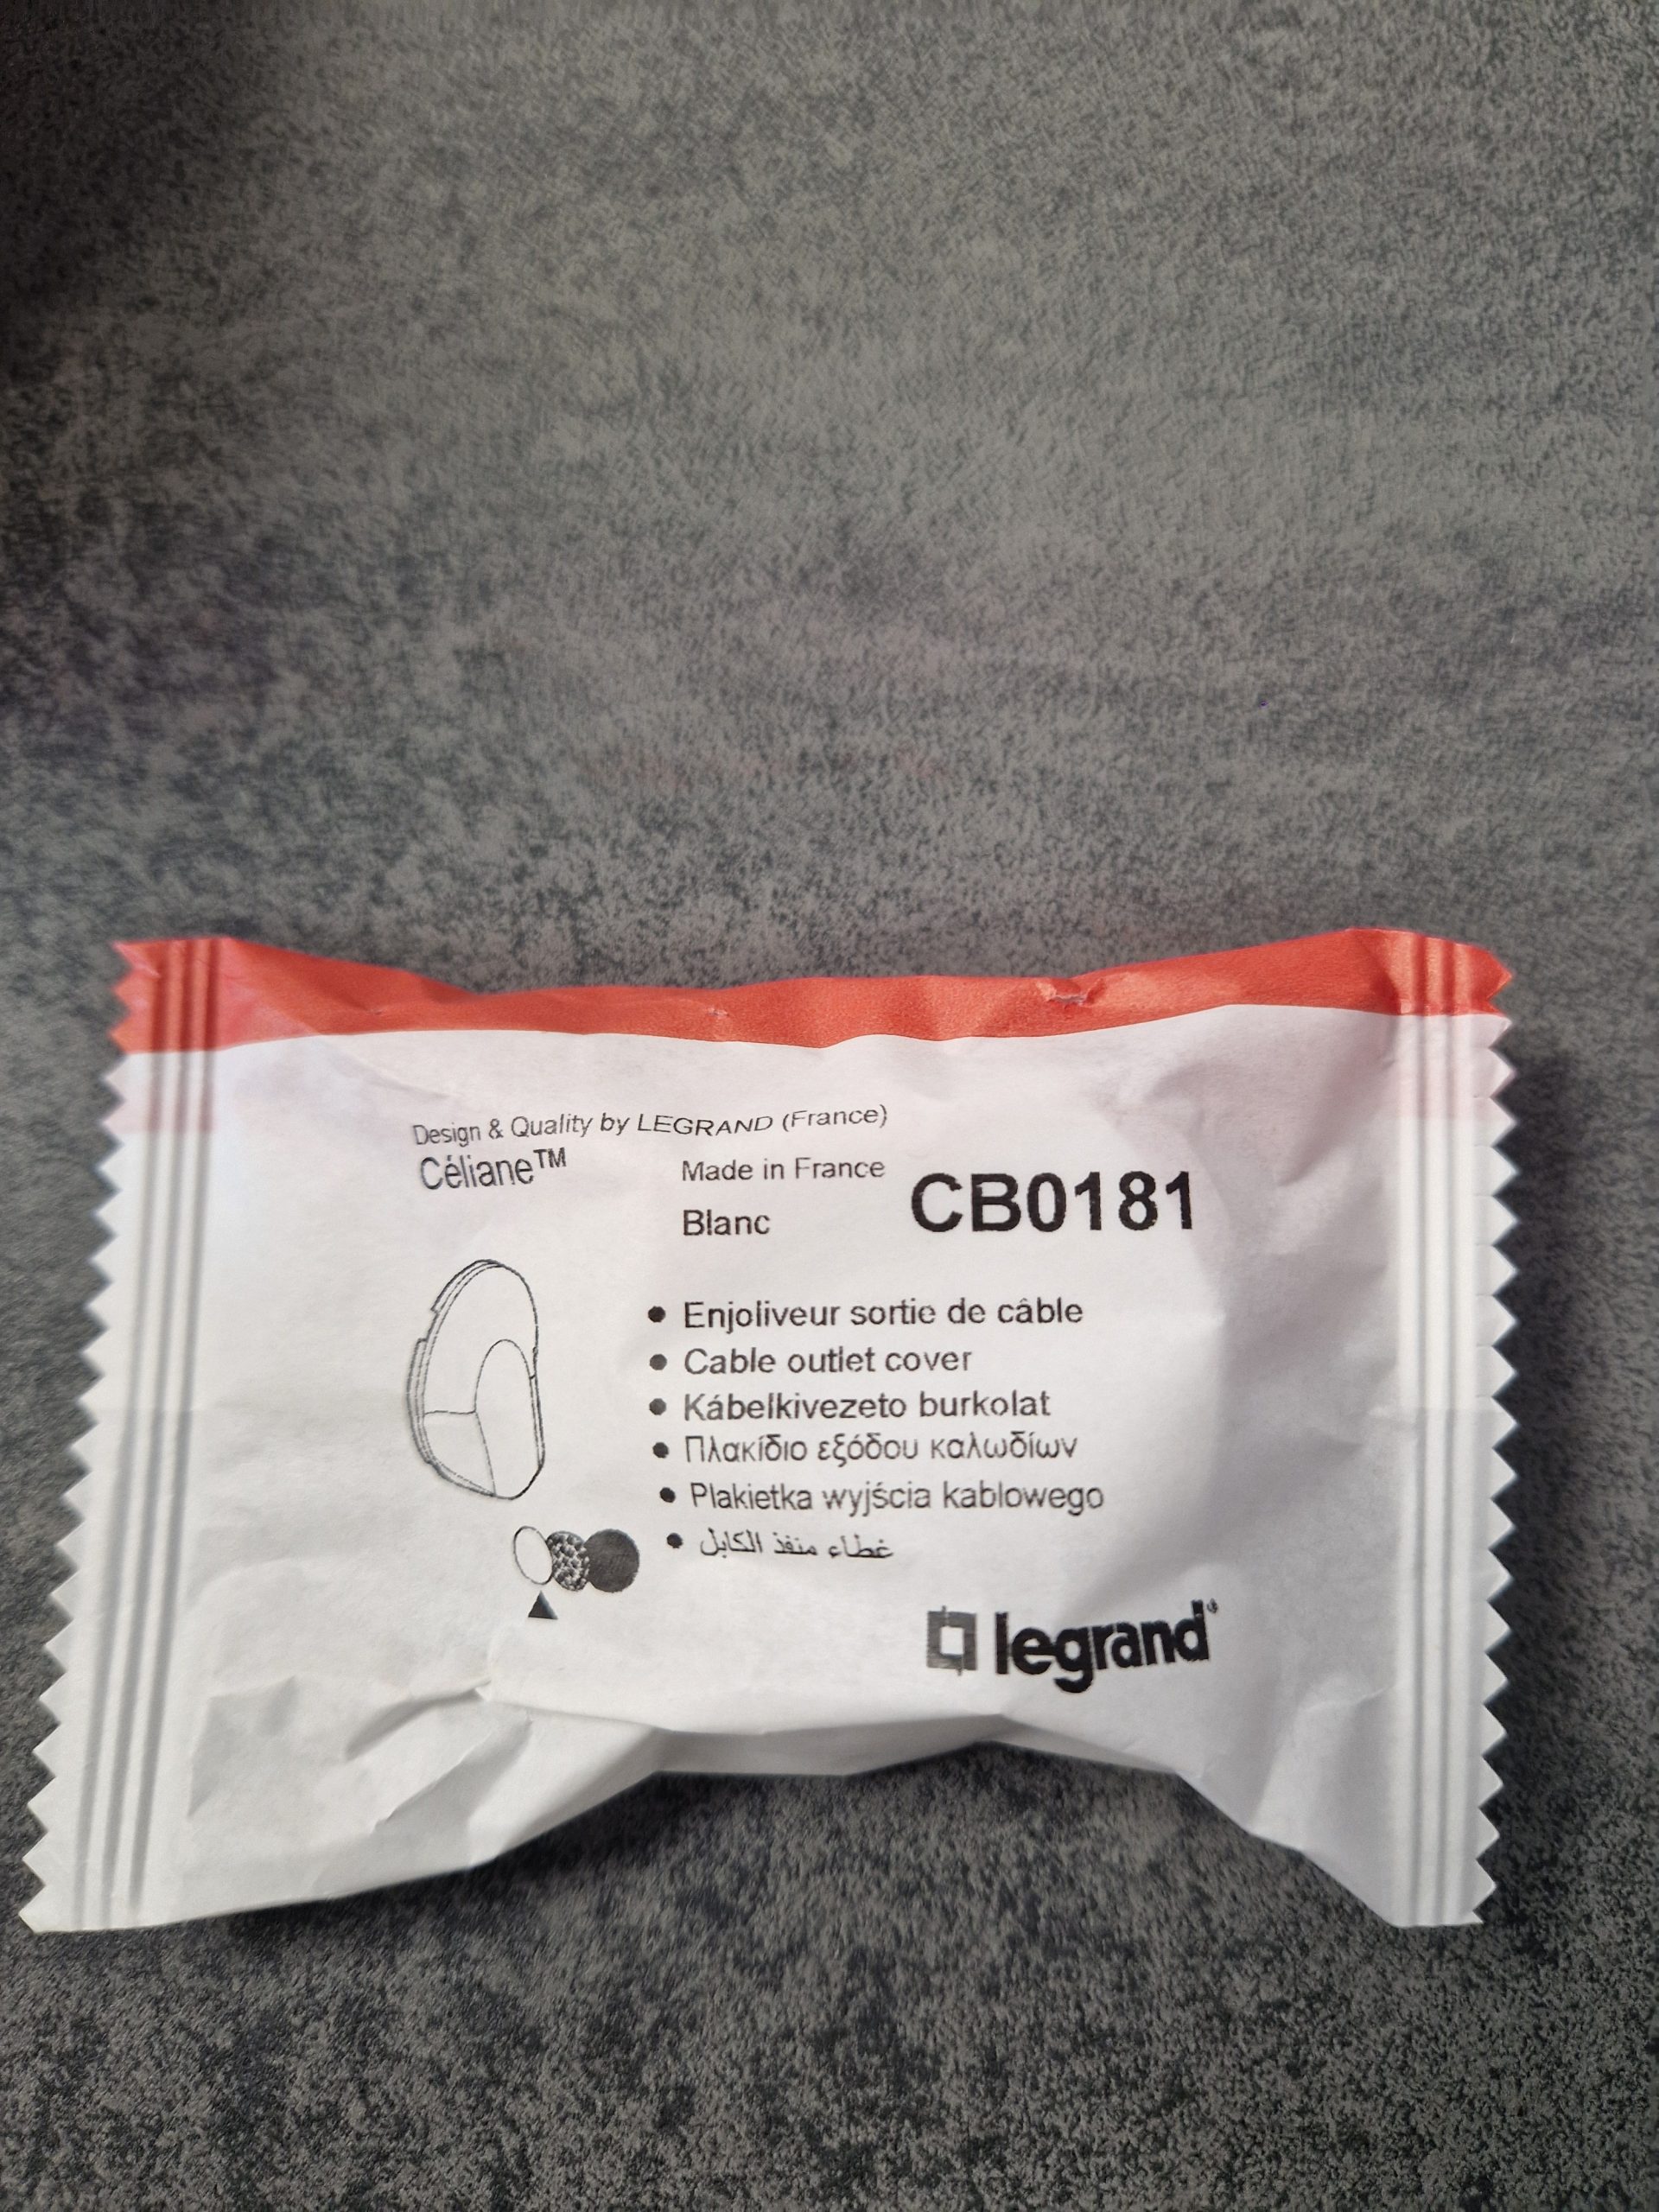 Design & Quality by LEGRAND (France)
Céliane™
Made in France
Blanc
CB0181
• Enjoliveur sortie de câble
• Cable outlet cover
• Kábelkivezeto burkolat
• Πλακίδιο εξόδου καλωδίων
• Plakietka wyjścia kablowego
• غطاء منفذ الكابل
legrand®